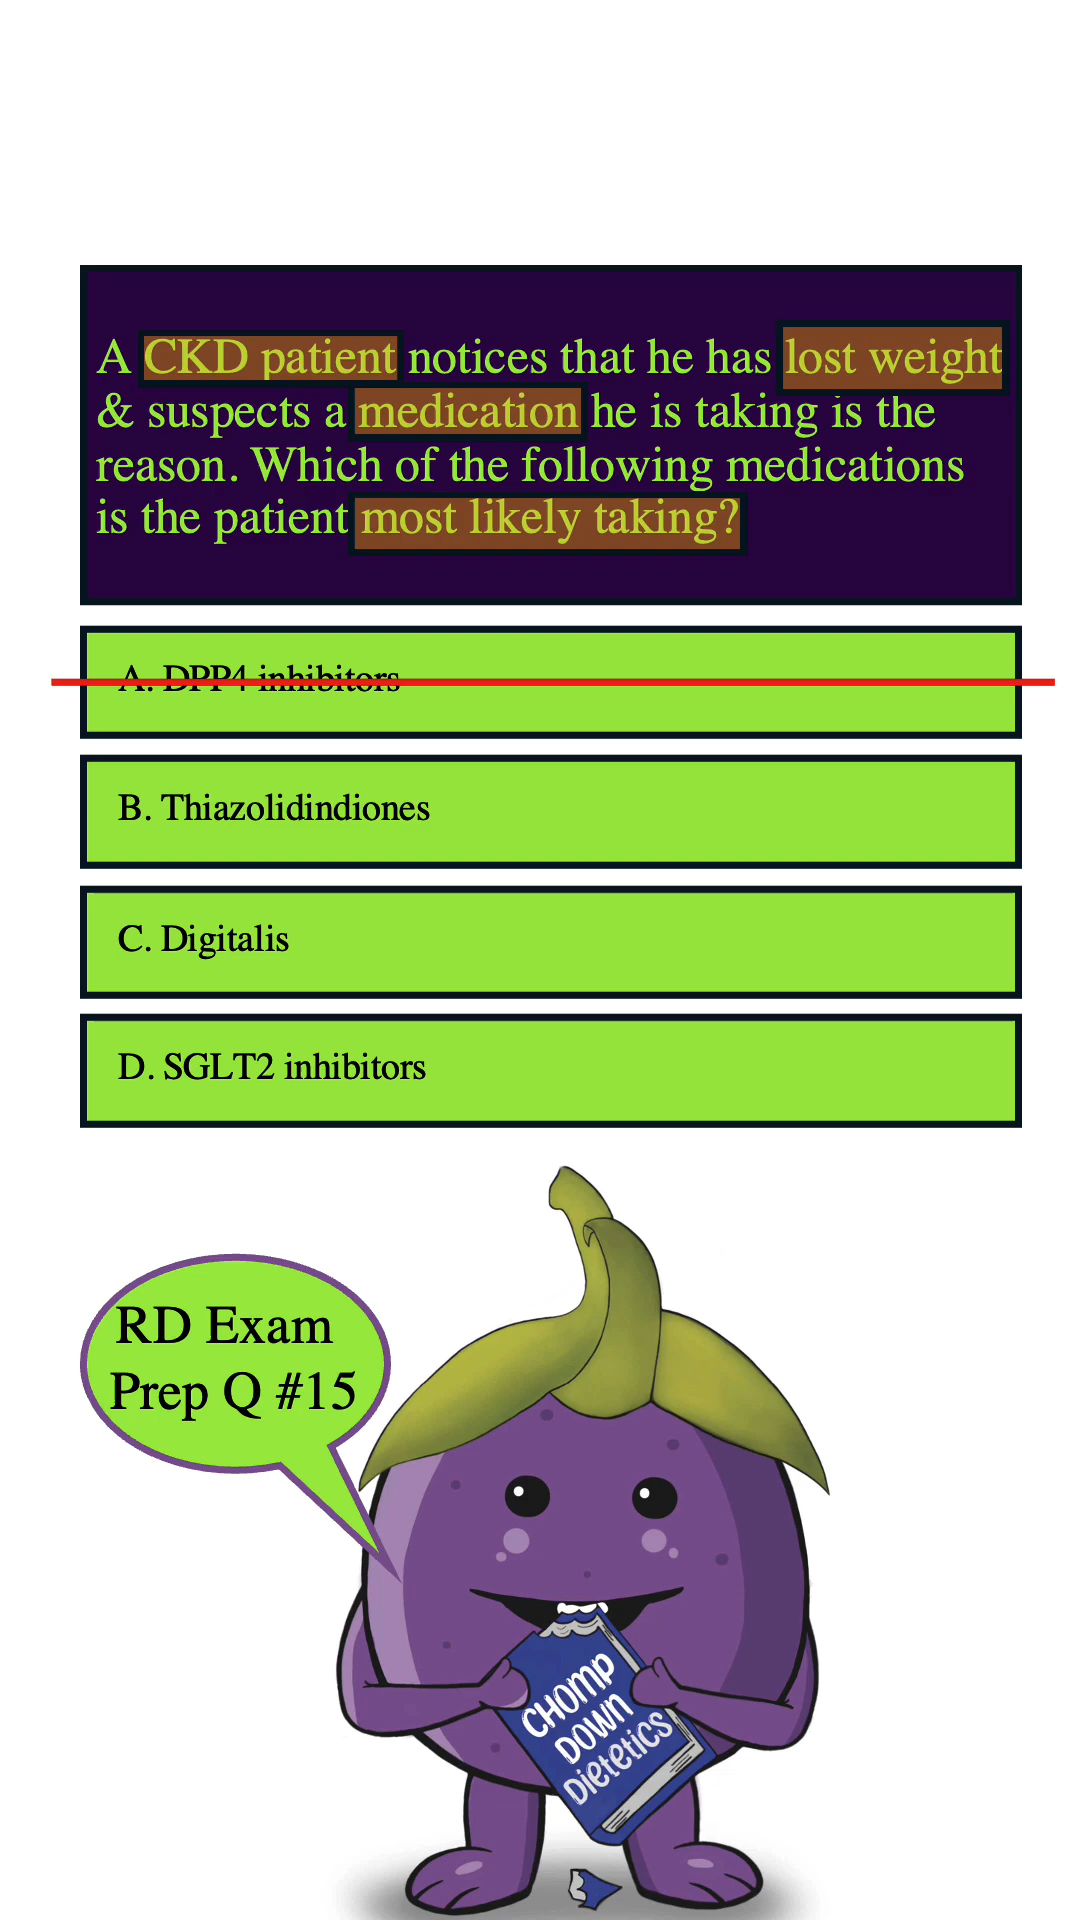 A CKD patient notices that he has lost weight
& suspects a medication he is taking is the
reason. Which of the following medications
is the patient most likely taking?
A. DPP4 inhibitors
B. Thiazolidindiones
C. Digitalis
D. SGLT2 inhibitors
RD Exam
Prep Q #15
CHOMP
DOWN
Dietetics